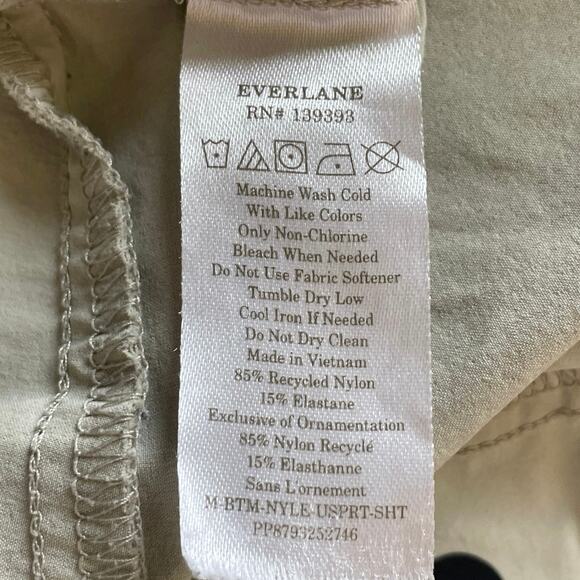 EVERLANE
RN# 139393
Machine Wash Cold
With Like Colors
Only Non-Chlorine
Bleach When Needed
Do Not Use Fabric Softener
Tumble Dry Low
Cool Iron If Needed
Do Not Dry Clean
Made in Vietnam
85% Recycled Nylon
15% Elastane
Exclusive of Ornamentation
85% Nylon Recyclé
15% Elasthanne
Sans L'ornement
M-BTM-NYLE-USPRT-SHT
PP8793252746